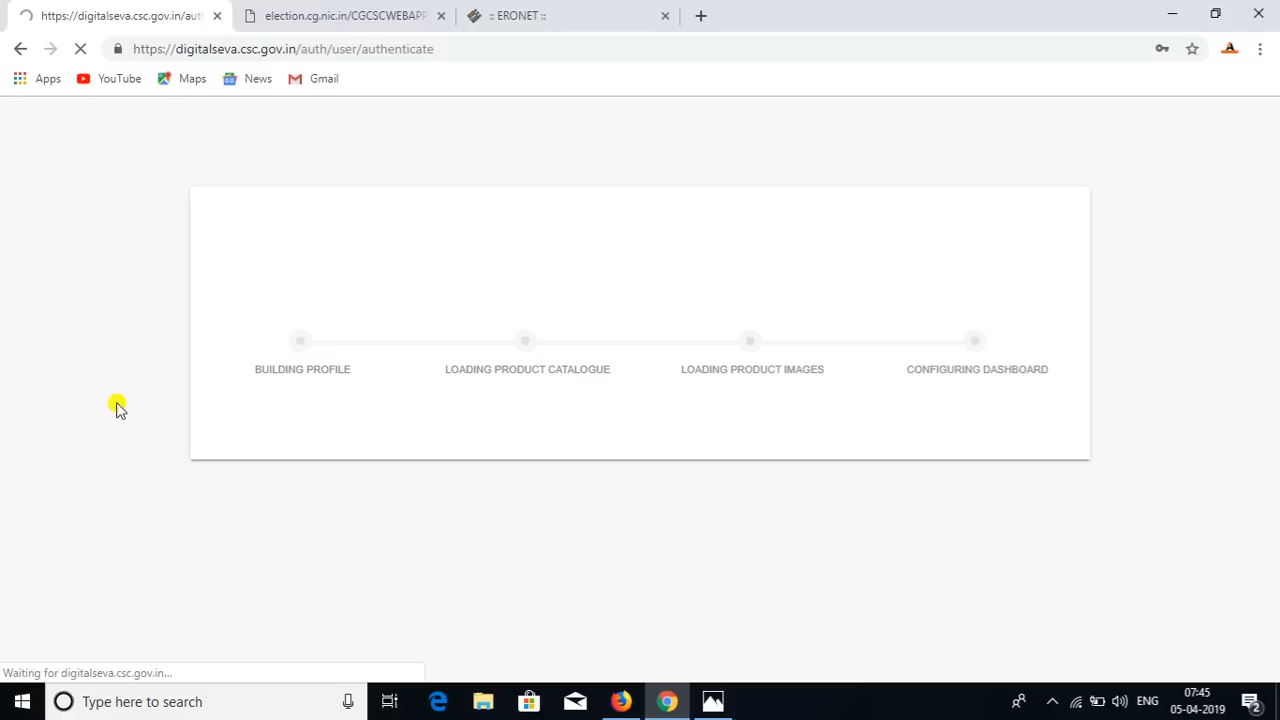 https://digitalseva.csc.gov.in/aut
election.cg.nic.in/CGCSCWEBAPP
:: ERONET ::
https://digitalseva.csc.gov.in/auth/user/authenticate
Apps
YouTube
Maps
News
Gmail
BUILDING PROFILE
LOADING PRODUCT CATALOGUE
LOADING PRODUCT IMAGES
CONFIGURING DASHBOARD
Waiting for digitalseva.csc.gov.in...
Type here to search
ENG
07:45
05-04-2019
2